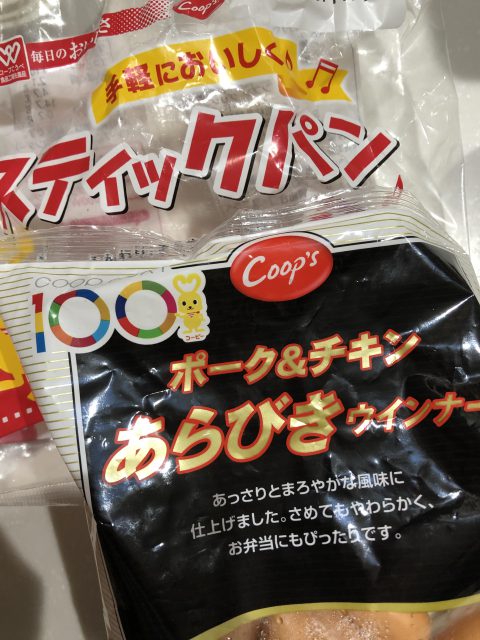 Coop's
毎日のおいしさ
手軽においしく♪
スティックパン
Coop's
100
コーピー
ポーク&チキン
あらびきウインナー
あっさりとまろやかな風味に
仕上げました。さめてもやわらかく、
お弁当にもぴったりです。